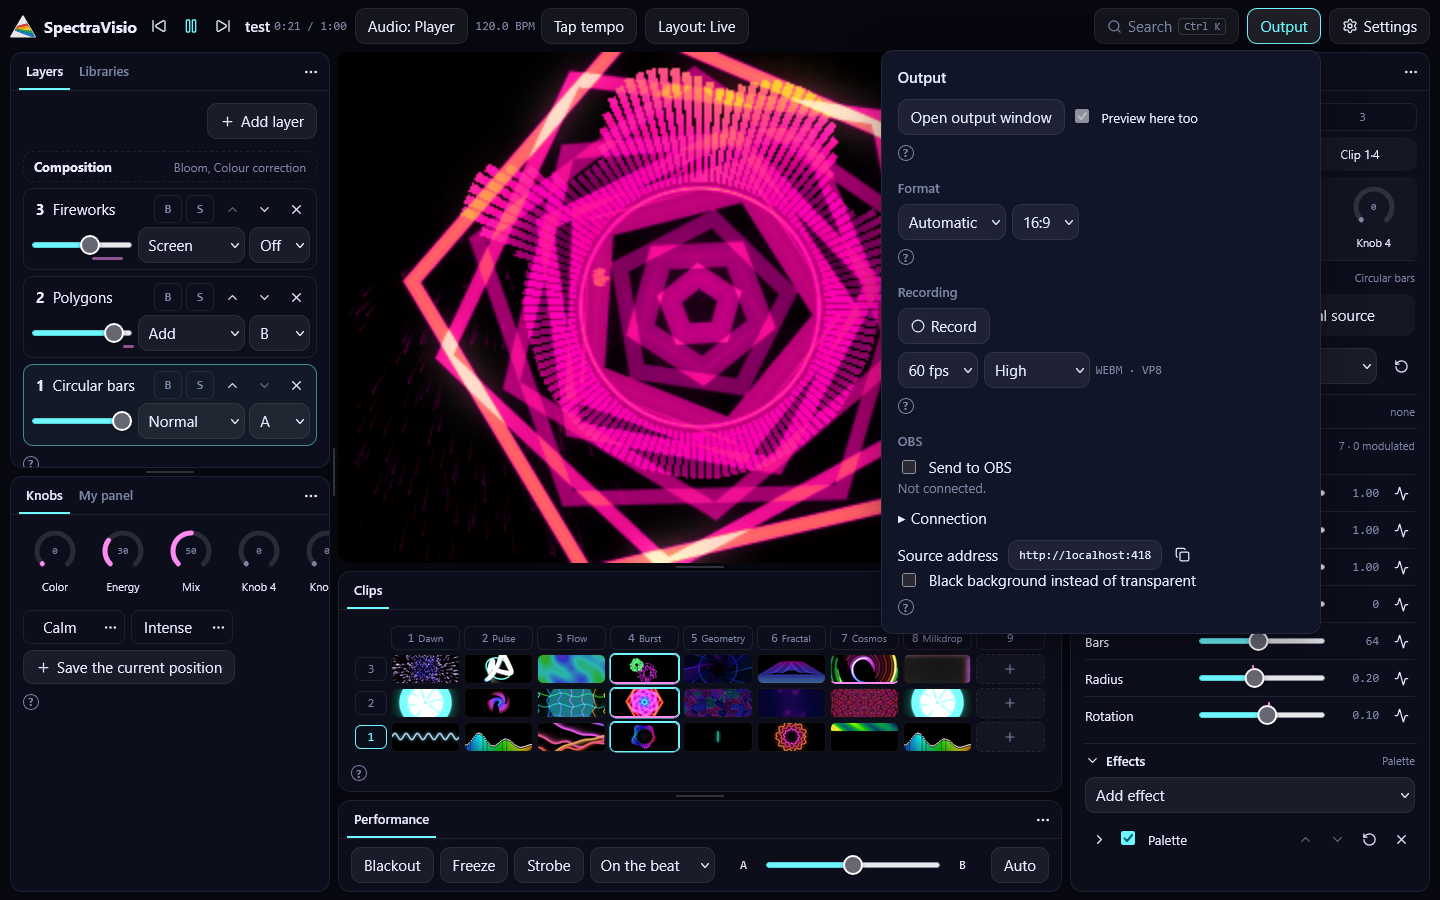 SpectraVisio test 0:21 / 1:00 Audio: Player 120.0 BPM Tap tempo Layout: Live Search Ctrl K Output Settings
Layers Libraries
Add layer
Composition Bloom, Colour correction
3 Fireworks B S
Screen Off
2 Polygons B S
Add B
1 Circular bars B S
Normal A
?
Knobs My panel
0 30 50 0
Color Energy Mix Knob 4 Kno
Calm Intense
Save the current position
?
Output
Open output window Preview here too
?
Format
Automatic 16:9
?
Recording
Record
60 fps High WEBM · VP8
?
OBS
Send to OBS
Not connected.
Connection
Source address http://localhost:418
Black background instead of transparent
?
Clips
1 Dawn 2 Pulse 3 Flow 4 Burst 5 Geometry 6 Fractal 7 Cosmos 8 Milkdrop 9
3
2
1
?
Performance
Blackout Freeze Strobe On the beat A B Auto
3
Clip 1-4
0
Knob 4
Circular bars
al source
none
7 · 0 modulated
1.00
1.00
1.00
0
Bars 64
Radius 0.20
Rotation 0.10
Effects Palette
Add effect
Palette